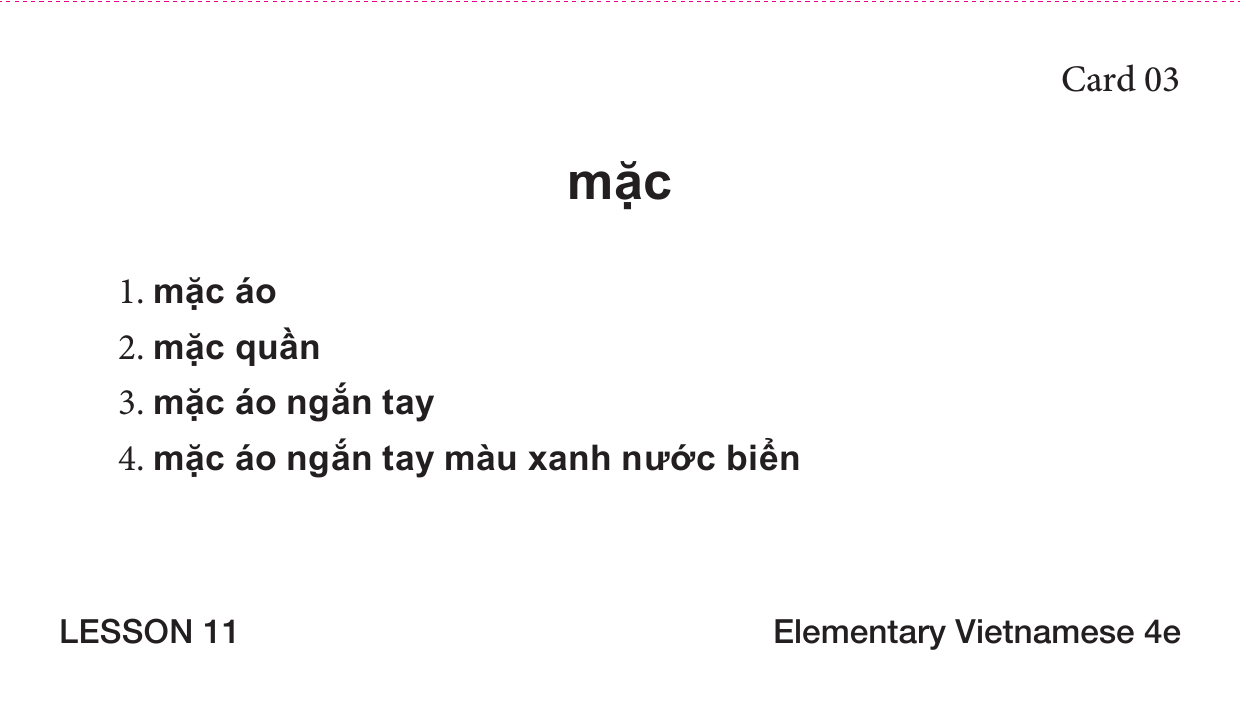 Card 03
mặc
1. mặc áo
2. mặc quần
3. mặc áo ngắn tay
4. mặc áo ngắn tay màu xanh nước biển
LESSON 11
Elementary Vietnamese 4e